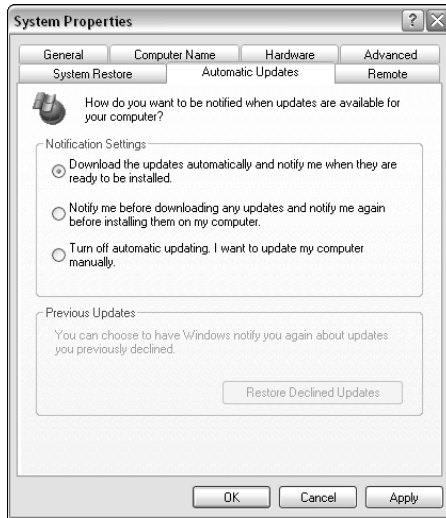 System Properties
General Computer Name Hardware Advanced
System Restore Automatic Updates Remote
How do you want to be notified when updates are available for
your computer?
Notification Settings
Download the updates automatically and notify me when they are
ready to be installed.
Notify me before downloading any updates and notify me again
before installing them on my computer.
Turn off automatic updating. I want to update my computer
manually.
Previous Updates
You can choose to have Windows notify you again about updates
you previously declined.
Restore Declined Updates
OK Cancel Apply